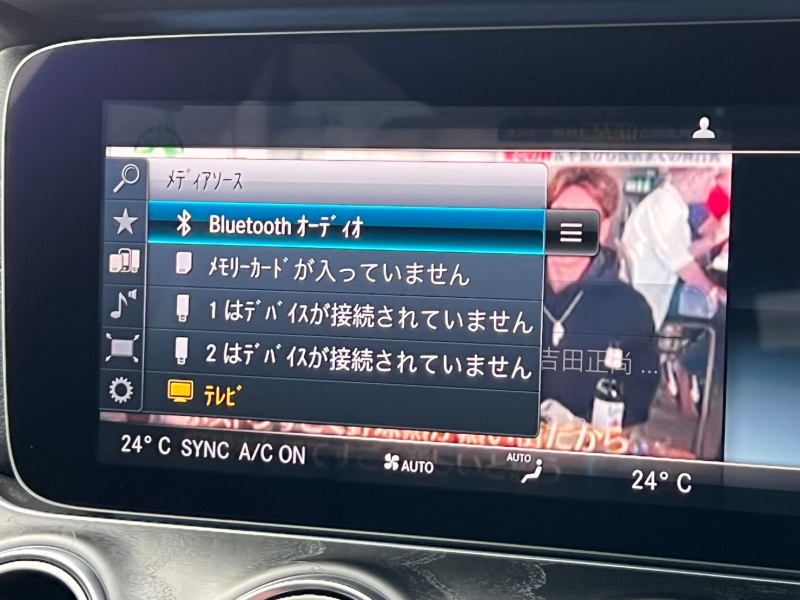 メディアソース
Bluetooth オーディオ
メモリーカードが入っていません
1 はデバイスが接続されていません
2 はデバイスが接続されていません
吉田正尚 ...
テレビ
24° C SYNC A/C ON
AUTO
AUTO
24° C